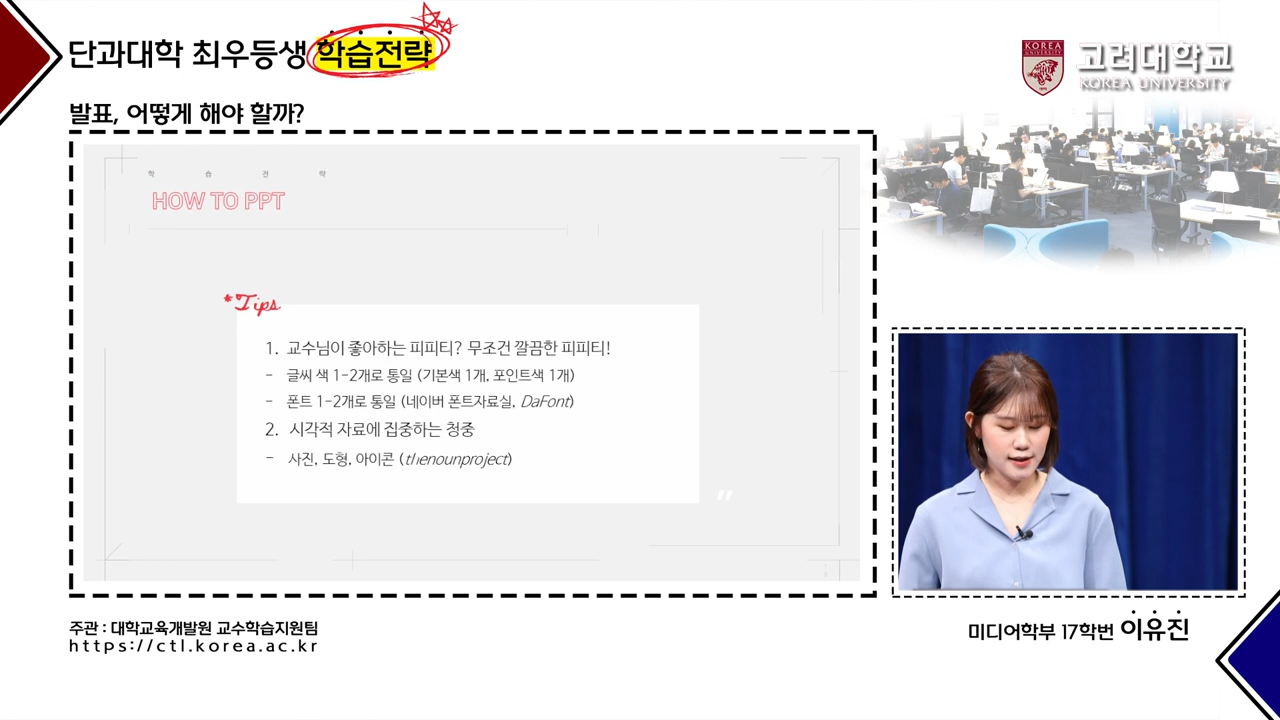 단과대학 최우등생 학습전략
KOREA
고려대학교
KOREA UNIVERSITY
발표, 어떻게 해야 할까?
학 습 전 략
HOW TO PPT
*Tips
1. 교수님이 좋아하는 피피티? 무조건 깔끔한 피피티!
- 글씨 색 1-2개로 통일 (기본색 1개, 포인트색 1개)
- 폰트 1-2개로 통일 (네이버 폰트자료실, DaFont)
2. 시각적 자료에 집중하는 청중
- 사진, 도형, 아이콘 (thenounproject)
"
주관 : 대학교육개발원 교수학습지원팀
https://ctl.korea.ac.kr
미디어학부 17학번 이유진